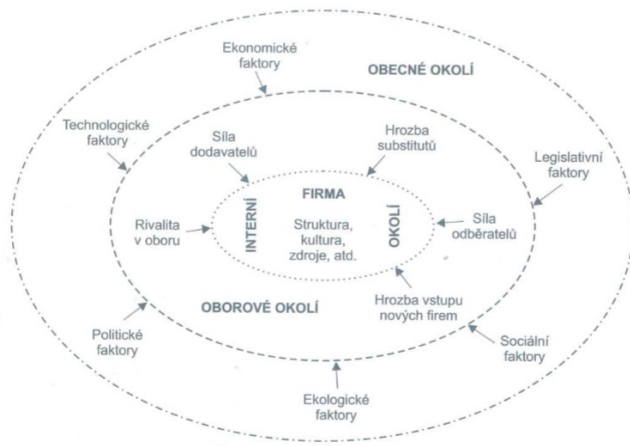 Ekonomické
faktory
OBECNÉ OKOLÍ
Technologické
faktory
Síla
dodavatelů
Hrozba
substitutů
Legislativní
faktory
FIRMA
INTERNÍ
OKOLÍ
Struktura,
kultura,
zdroje, atd.
Rivalita
v oboru
Síla
odběratelů
OBOROVÉ OKOLÍ
Hrozba vstupu
nových firem
Politické
faktory
Sociální
faktory
Ekologické
faktory